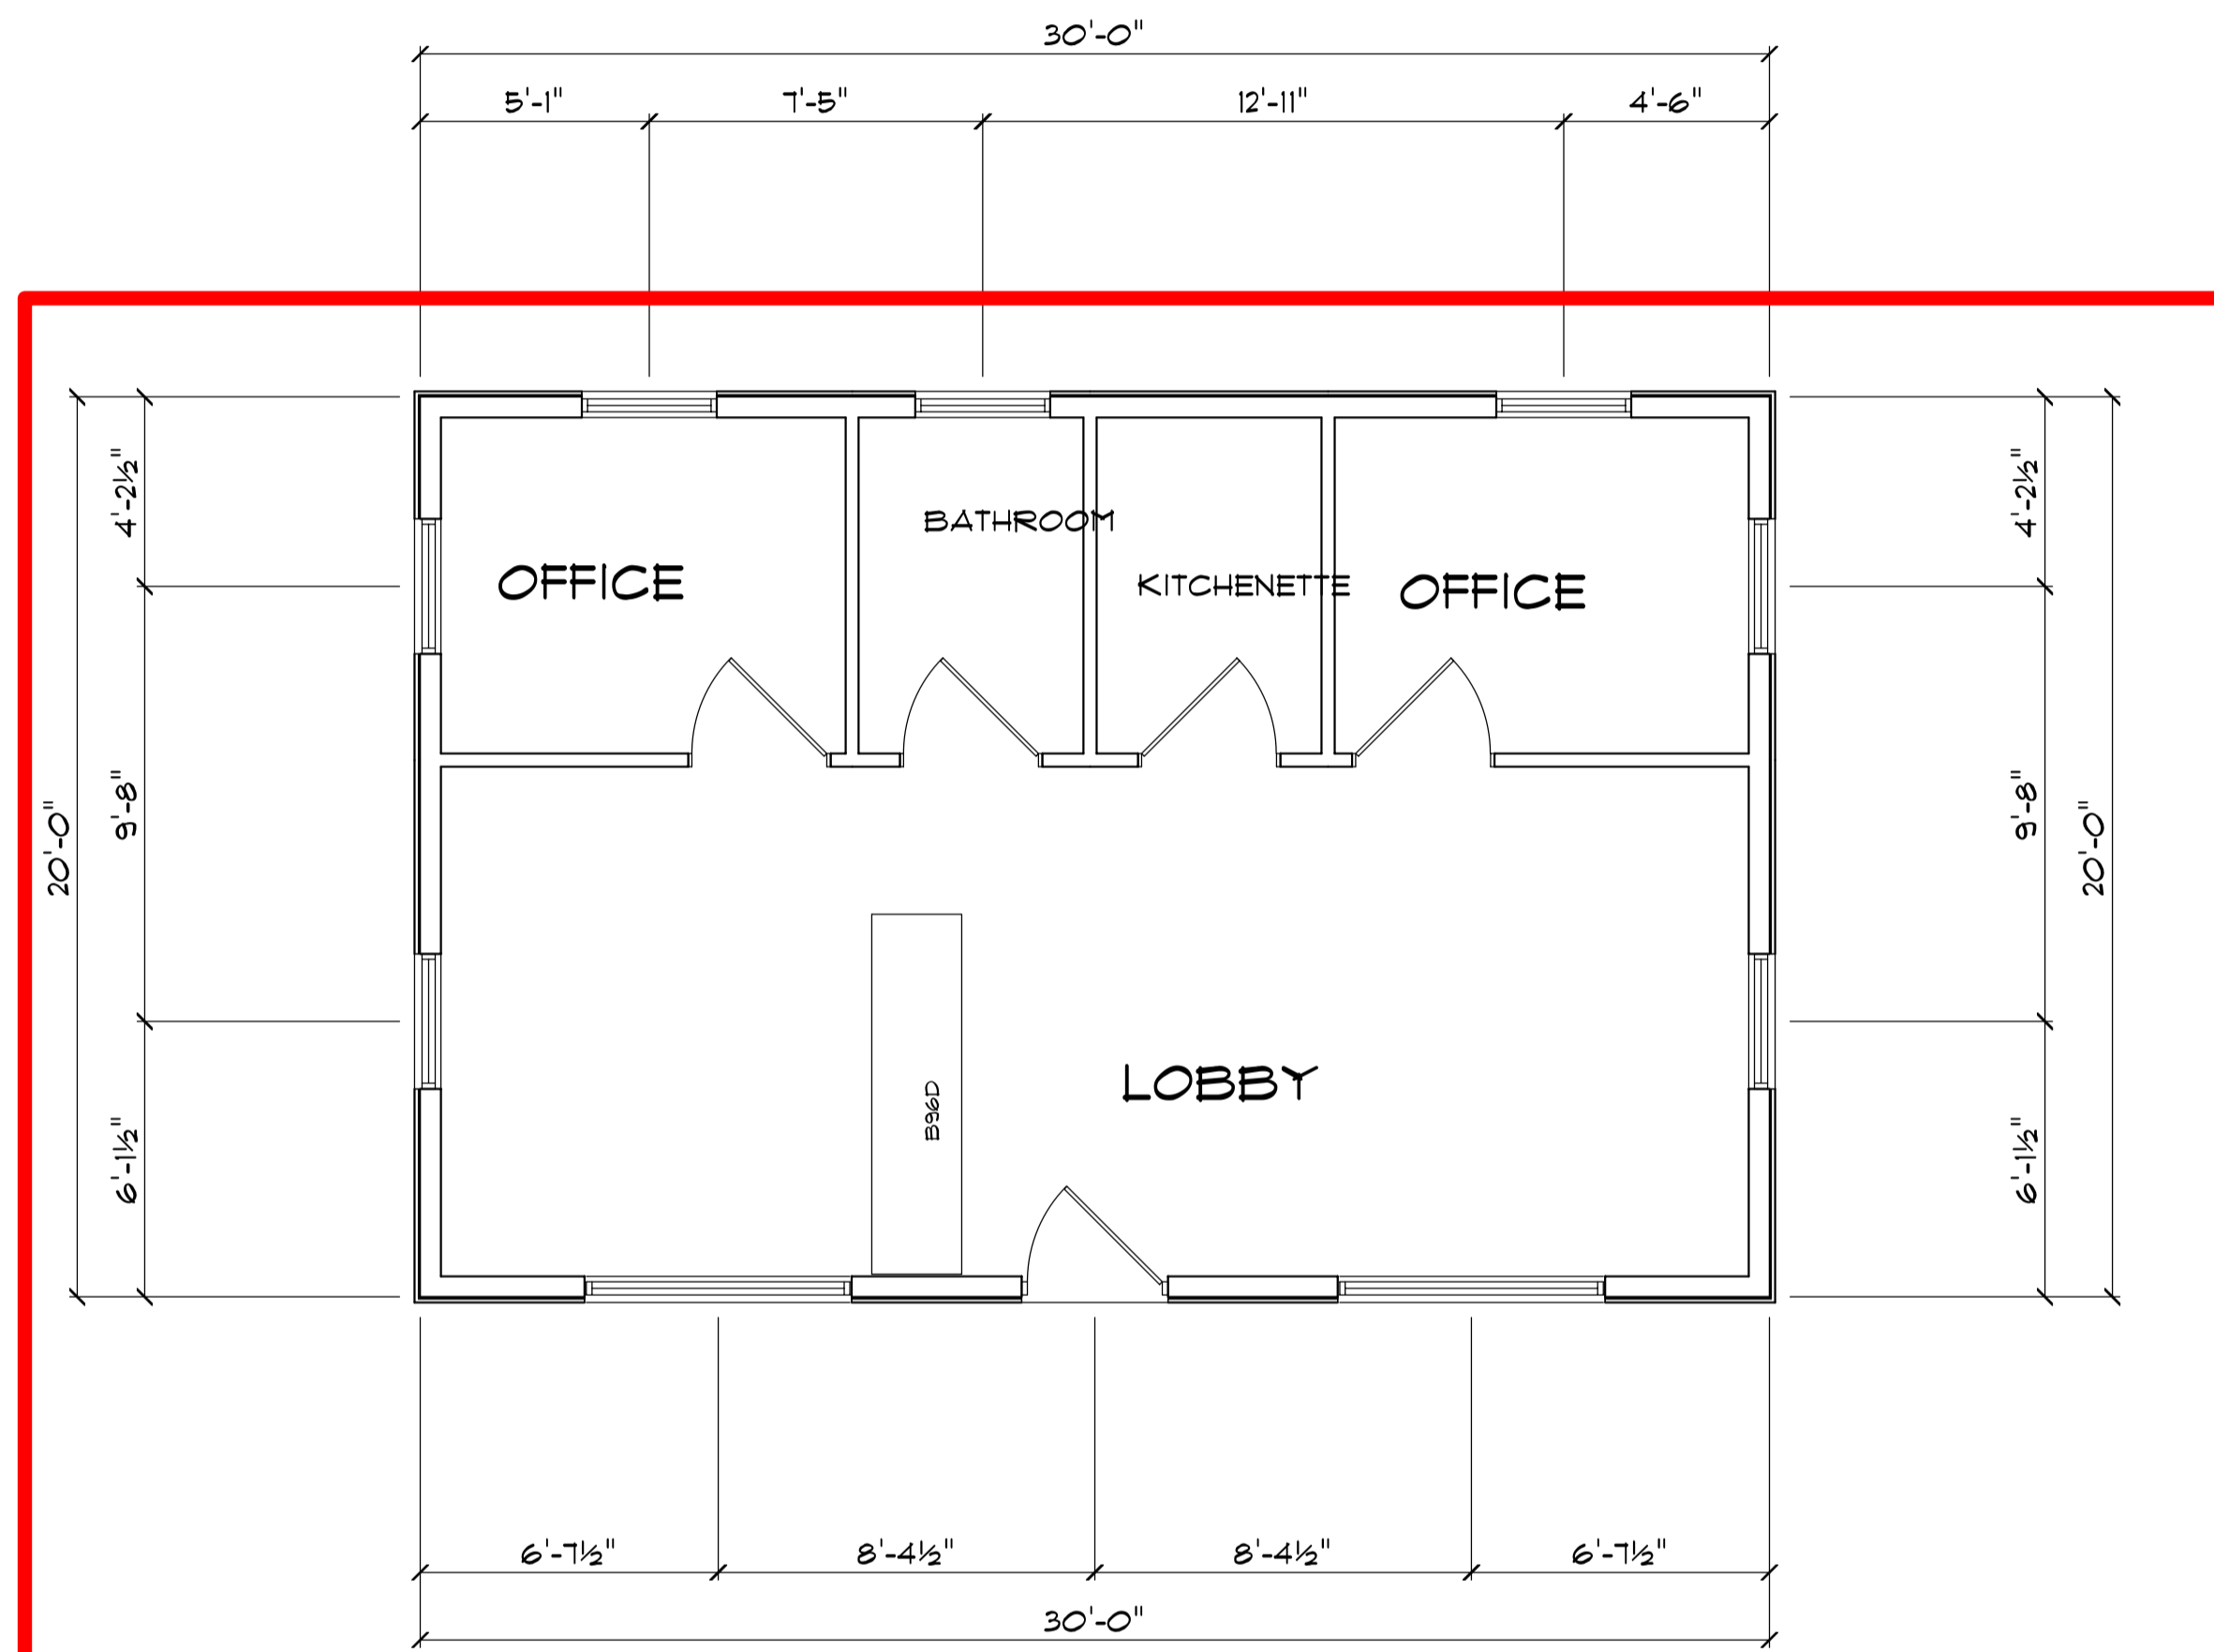 30'-0"
5'-1" 7'-5" 12'-11" 4'-6"
4'-2½"
9'-8"
6'-1½"
20'-0"
BATHROOM
OFFICE
KITCHENETTE
OFFICE
LOBBY
B96D
4'-2½"
9'-8"
6'-1½"
20'-0"
6'-7½" 8'-4½" 8'-4½" 6'-7½"
30'-0"